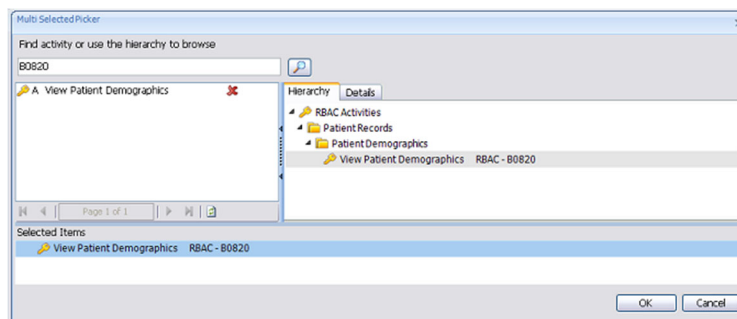 Multi Selected Picker
Find activity or use the hierarchy to browse
B0820
A View Patient Demographics
Page 1 of 1
Hierarchy Details
RBAC Activities
Patient Records
Patient Demographics
View Patient Demographics RBAC - B0820
Selected Items
View Patient Demographics RBAC - B0820
OK Cancel